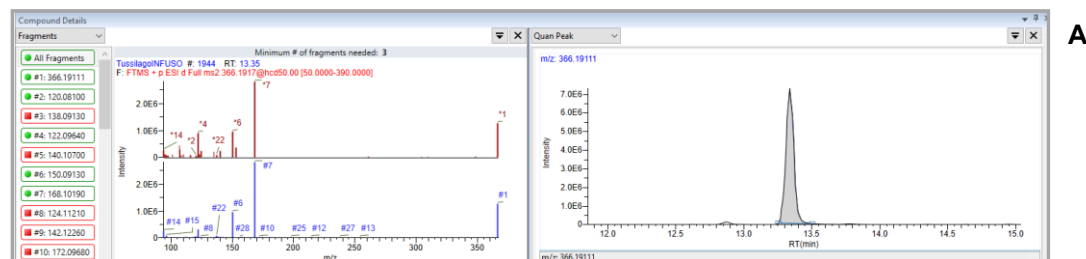 Compound Details
A
Fragments
Quan Peak
All Fragments
#1: 366.19111
#2: 120.08100
#3: 138.09130
#4: 122.09640
#5: 140.10700
#6: 150.09130
#7: 168.10190
#8: 124.11210
#9: 142.12260
#10: 172.09680
Minimum # of fragments needed: 3
TussilagoINFUSO #: 1944 RT: 13.35
F: FTMS + p ESI d Full ms2 366.1917@hcd50.00 [50.0000-390.0000]
2.0E6
1.0E6
0
*14
*2
*4
*22
*6
*7
*1
Intensity
2.0E6
1.0E6
0
#14
#15
#8
#22
#6
#28
#7
#10
#25
#12
#27
#13
#1
100 150 200 250 300 350
m/z
m/z: 366.19111
7.0E6
6.0E6
5.0E6
4.0E6
3.0E6
2.0E6
1.0E6
0.0E0
Intensity
12.0 12.5 13.0 13.5 14.0 14.5 15.0
RT(min)
m/z: 366.19111